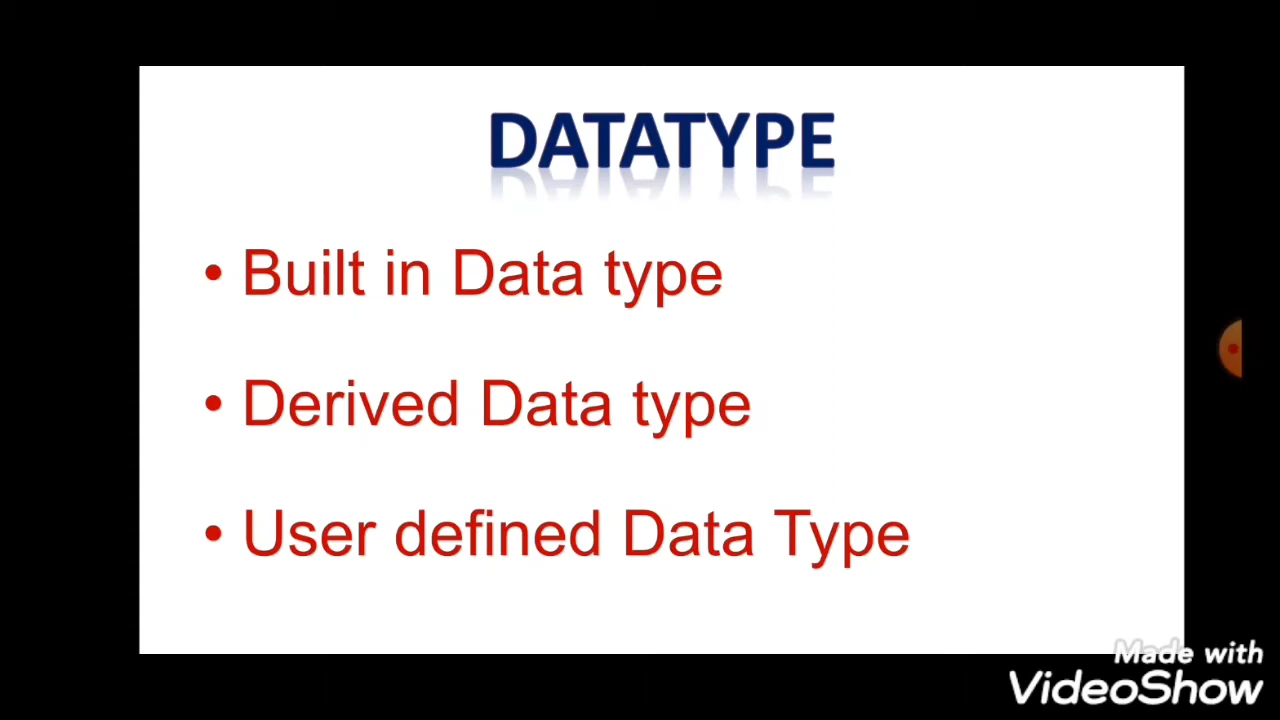 DATATYPE
• Built in Data type
• Derived Data type
• User defined Data Type
Made with
VideoShow